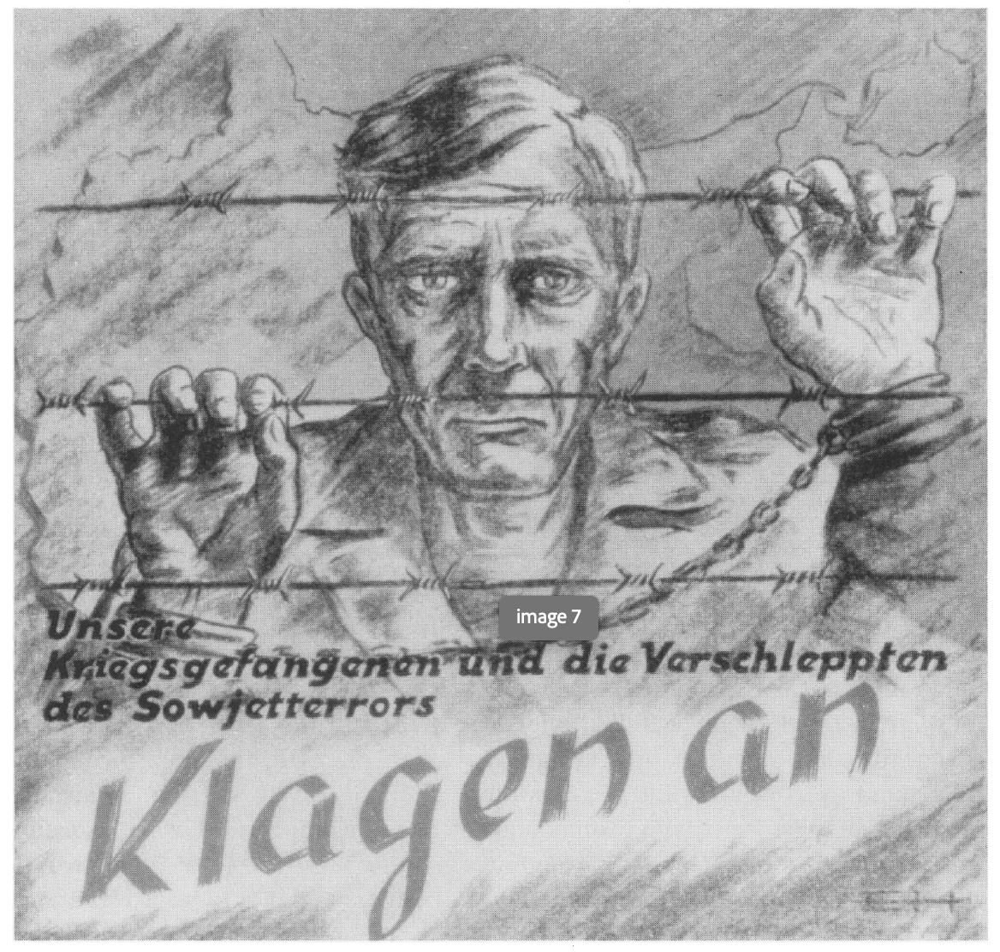 image 7
Unsere
Kriegsgefangenen und die Verschleppten
des Sowjetterrors
Klagen an